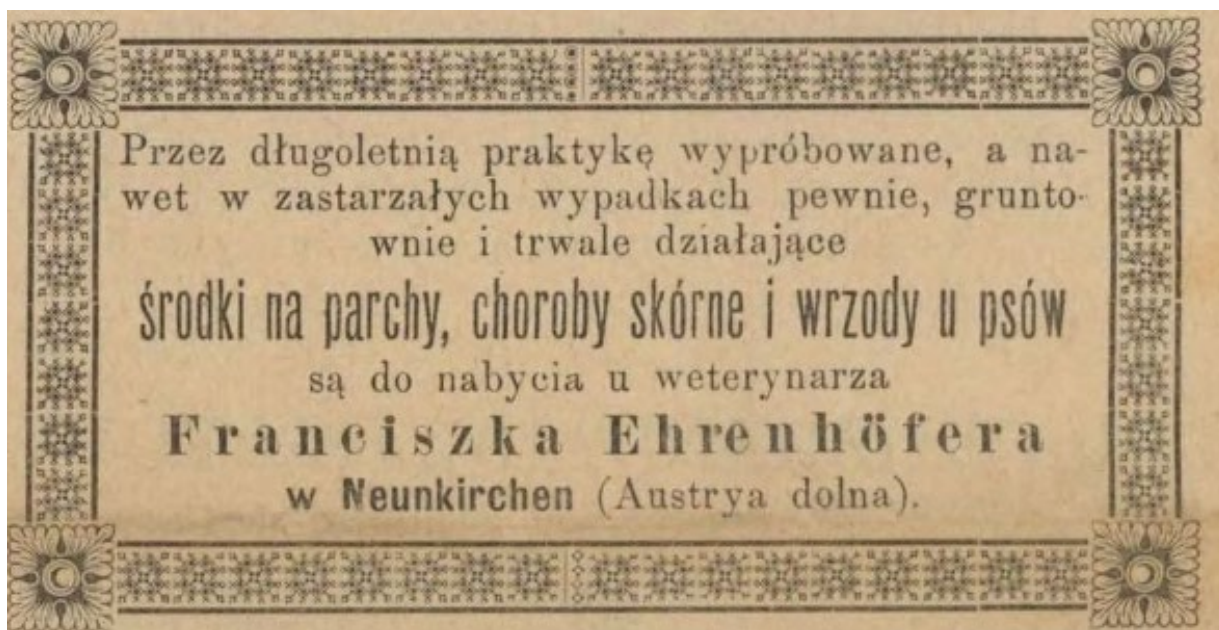 Przez długoletnią praktykę wypróbowane, a na-
wet w zastarzałych wypadkach pewnie, grunto-
wnie i trwale działające
środki na parchy, choroby skórne i wrzody u psów
są do nabycia u weterynarza
Franciszka Ehrenhöfera
w Neunkirchen (Austrya dolna).